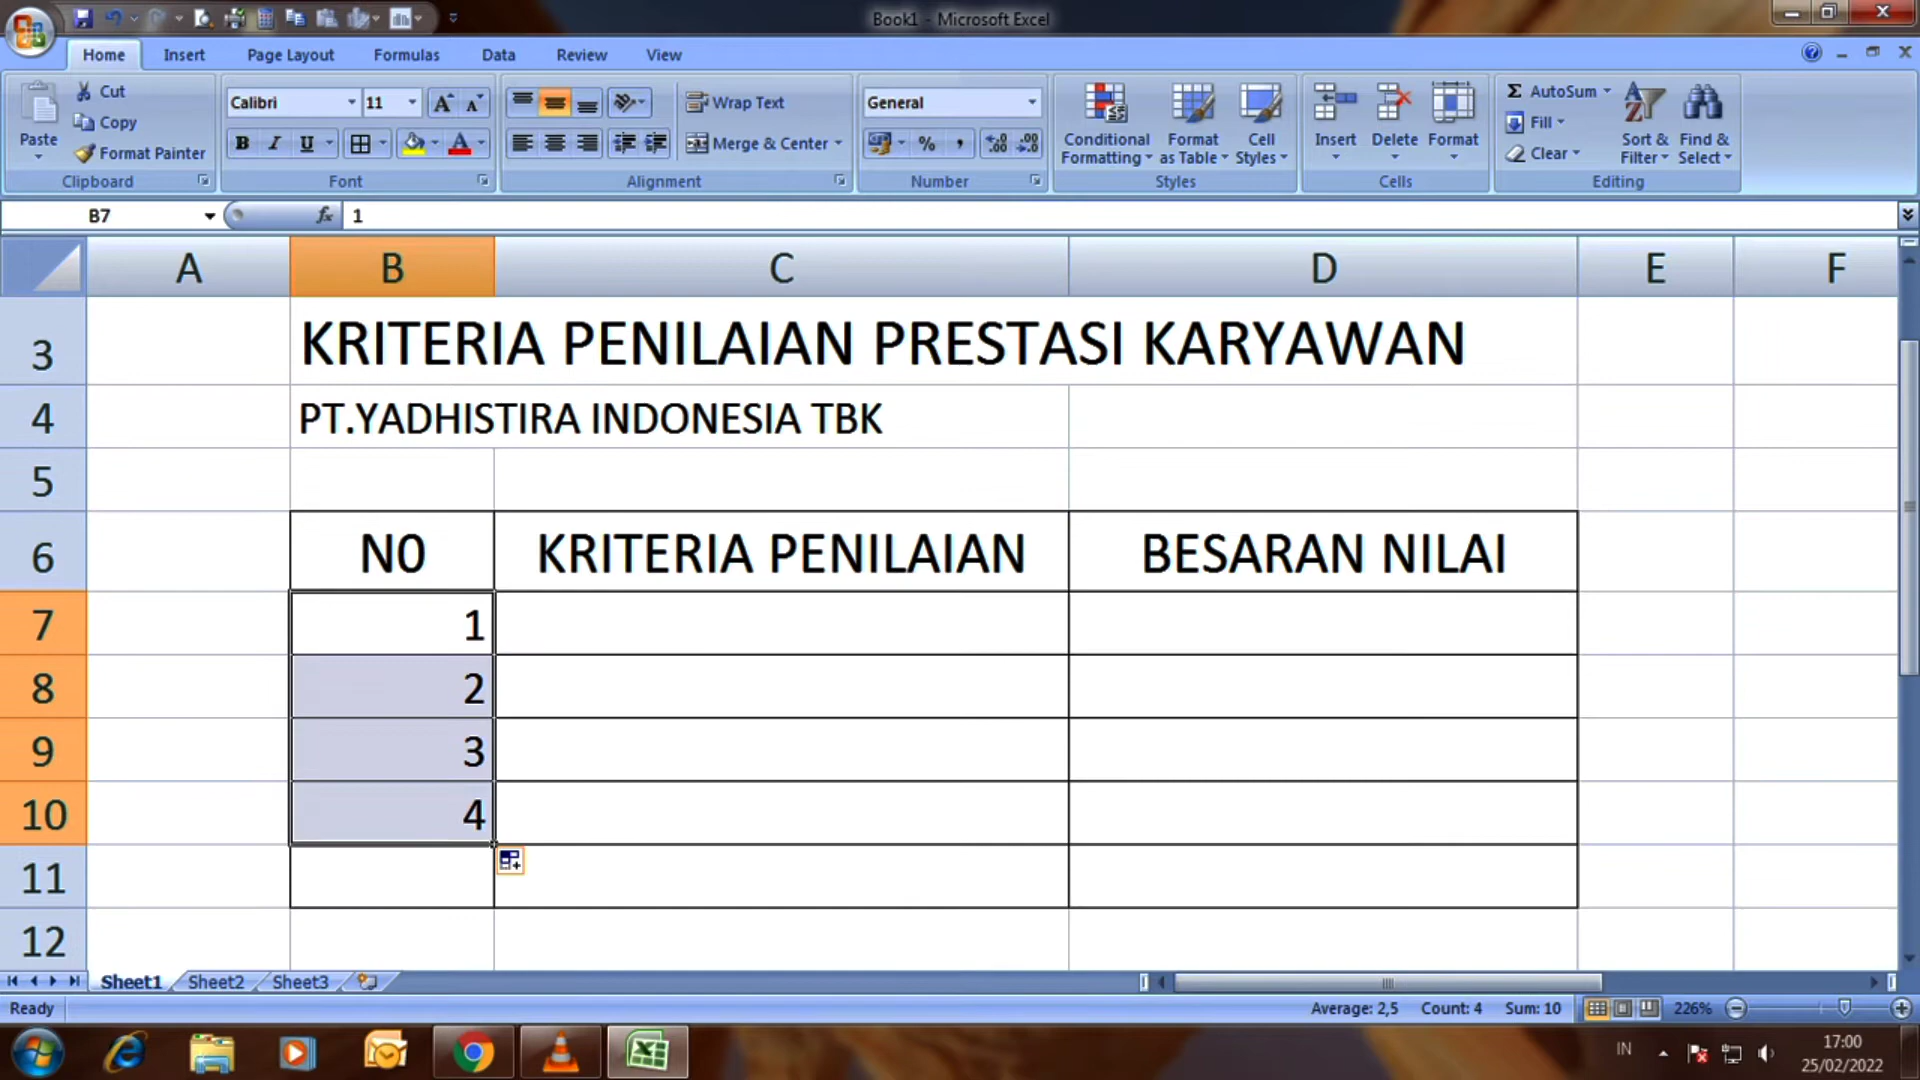 Book1 - Microsoft Excel
Home Insert Page Layout Formulas Data Review View
Paste
Cut
Copy
Format Painter
Clipboard
Calibri 11
B I U A
Font
Wrap Text
Merge & Center
Alignment
General
% ,
Number
Conditional Formatting
Format as Table
Cell Styles
Styles
Insert Delete Format
Cells
AutoSum
Fill
Clear
Sort & Filter
Find & Select
Editing
B7 fx 1
A B C D E F
3 KRITERIA PENILAIAN PRESTASI KARYAWAN
4 PT.YADHISTIRA INDONESIA TBK
5
6 N0 KRITERIA PENILAIAN BESARAN NILAI
7 1
8 2
9 3
10 4
11
12
Sheet1 Sheet2 Sheet3
Ready Average: 2,5 Count: 4 Sum: 10 226%
IN 17:00
25/02/2022